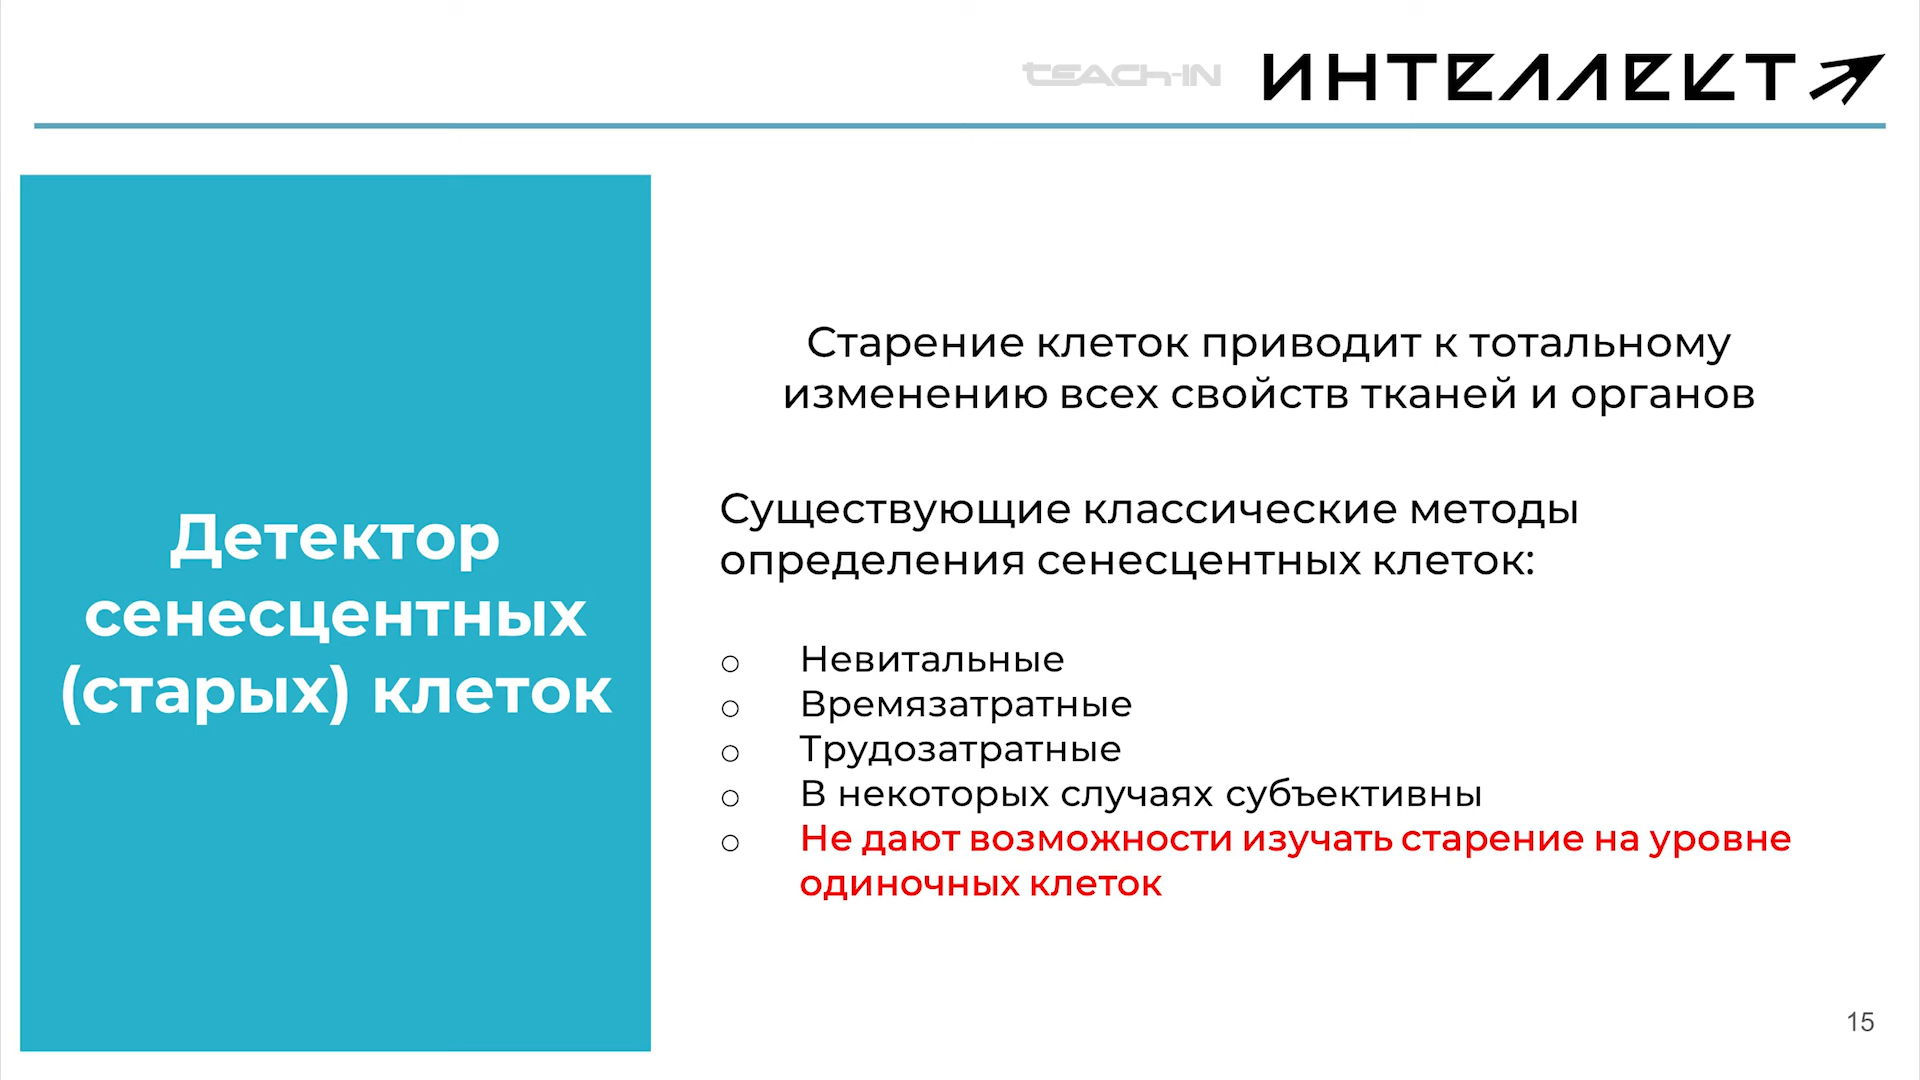 TEACH-IN
ИНТЕЛЛЕКТ
Детектор
сенесцентных
(старых) клеток
Старение клеток приводит к тотальному
изменению всех свойств тканей и органов
Существующие классические методы
определения сенесцентных клеток:
Невитальные
Времязатратные
Трудозатратные
В некоторых случаях субъективны
Не дают возможности изучать старение на уровне
одиночных клеток
15